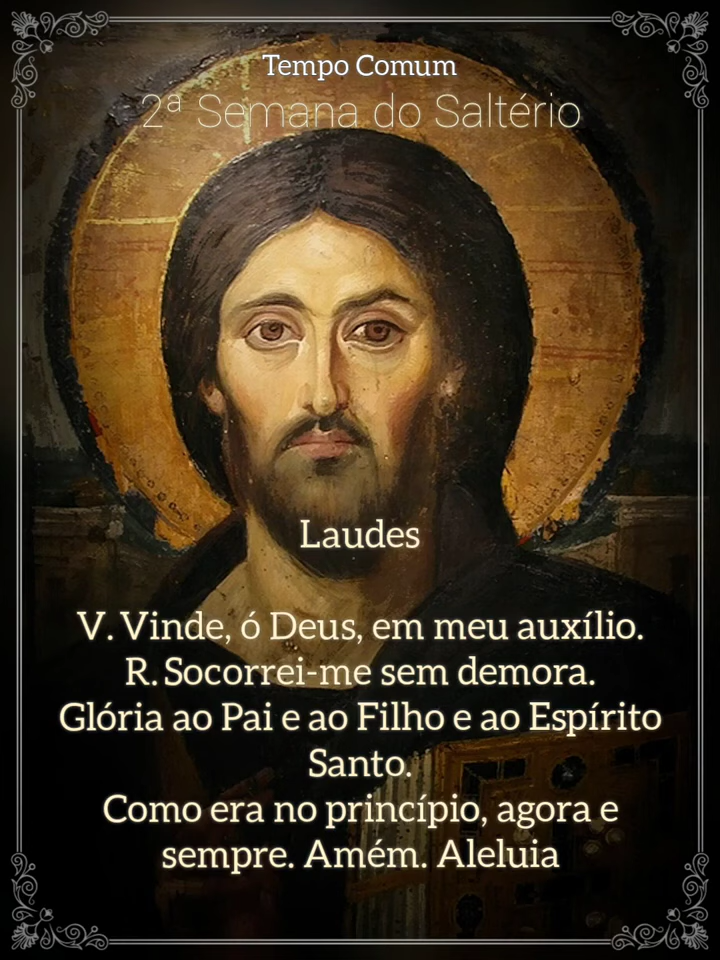 Tempo Comum
2ª Semana do Saltério
Laudes
V. Vinde, ó Deus, em meu auxílio.
R. Socorrei-me sem demora.
Glória ao Pai e ao Filho e ao Espírito
Santo.
Como era no princípio, agora e
sempre. Amém. Aleluia